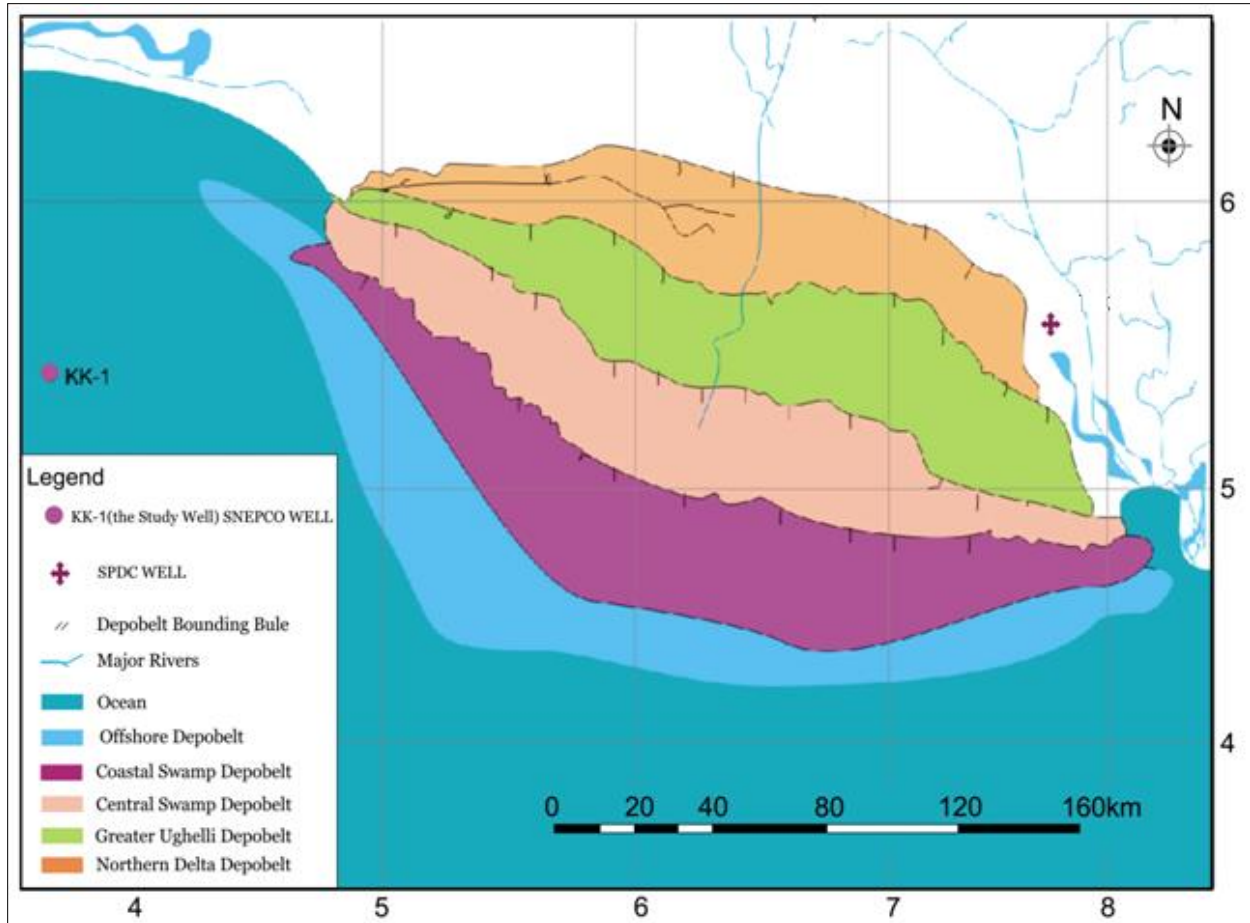 N
6
KK-1
5
Legend
KK-1(the Study Well) SNEPCO WELL
SPDC WELL
Depobelt Bounding Bule
Major Rivers
Ocean
Offshore Depobelt
Coastal Swamp Depobelt
Central Swamp Depobelt
Greater Ughelli Depobelt
Northern Delta Depobelt
4
0 20 40 80 120 160km
4 5 6 7 8